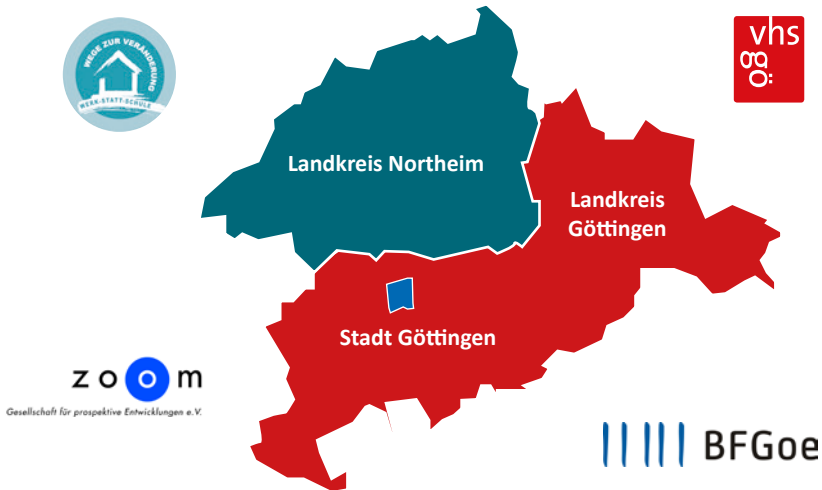 WEGE ZUR VERÄNDERUNG
WERK-STATT-SCHULE
vhs
gö
Landkreis Northeim
Landkreis
Göttingen
Stadt Göttingen
zoom
Gesellschaft für prospektive Entwicklungen e.V.
BFGoe